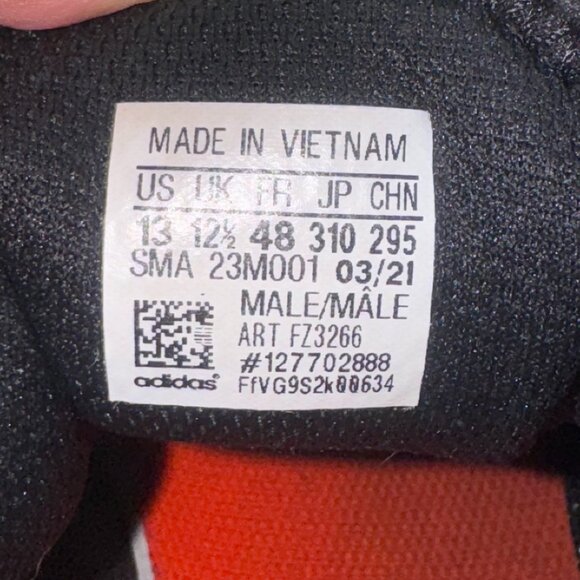 MADE IN VIETNAM
US UK FR JP CHN
13 12½ 48 310 295
SMA 23M001 03/21
MALE/MÂLE
ART FZ3266
#127702888
adidas FfVG9S2k00634